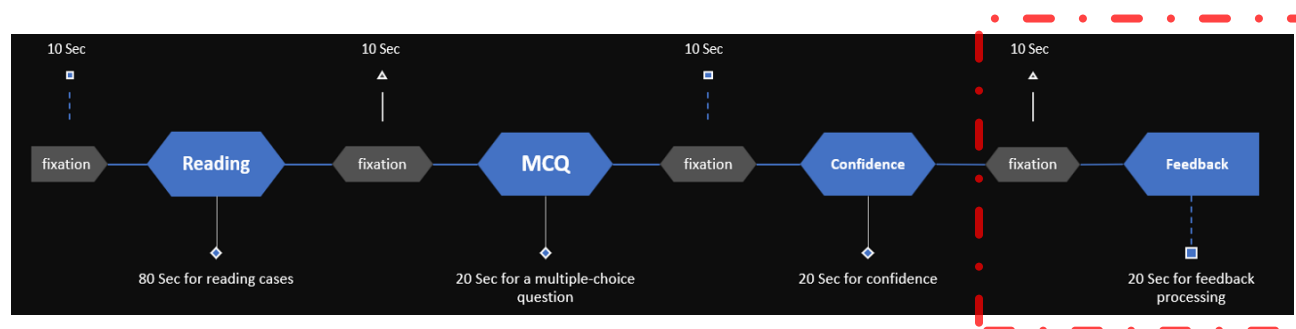 10 Sec
10 Sec
10 Sec
10 Sec
fixation
Reading
fixation
MCQ
fixation
Confidence
fixation
Feedback
80 Sec for reading cases
20 Sec for a multiple-choice
question
20 Sec for confidence
20 Sec for feedback
processing